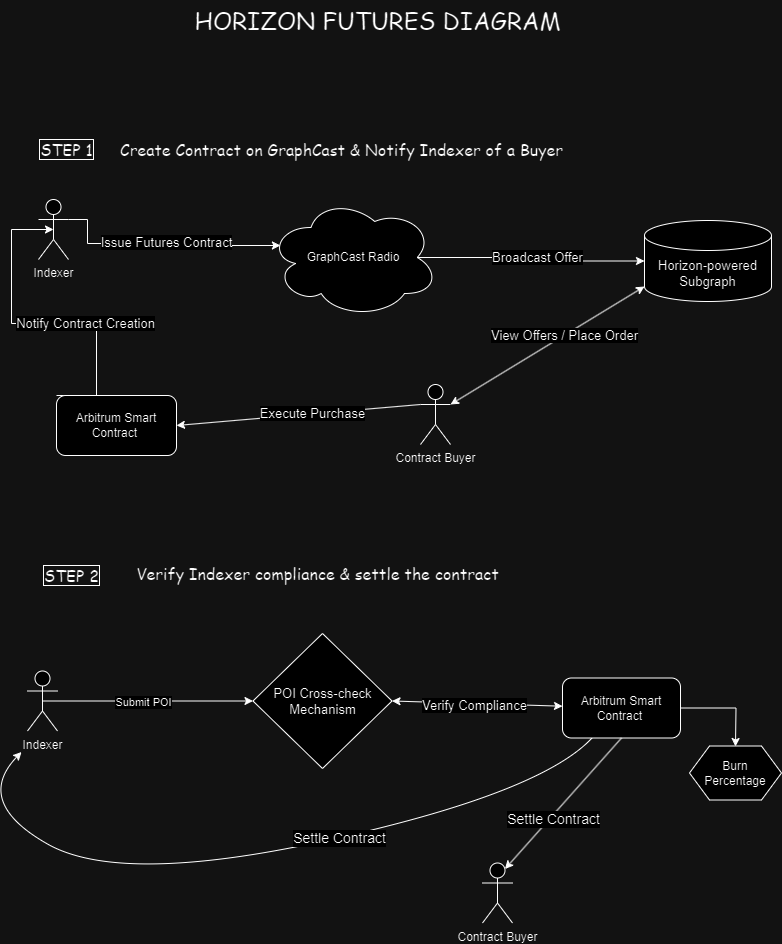 HORIZON FUTURES DIAGRAM
STEP 1
Create Contract on GraphCast & Notify Indexer of a Buyer
Issue Futures Contract
GraphCast Radio
Broadcast Offer
Horizon-powered
Subgraph
Indexer
Notify Contract Creation
View Offers / Place Order
Arbitrum Smart
Contract
Execute Purchase
Contract Buyer
STEP 2
Verify Indexer compliance & settle the contract
Submit POI
POI Cross-check
Mechanism
Verify Compliance
Arbitrum Smart
Contract
Indexer
Burn
Percentage
Settle Contract
Settle Contract
Contract Buyer